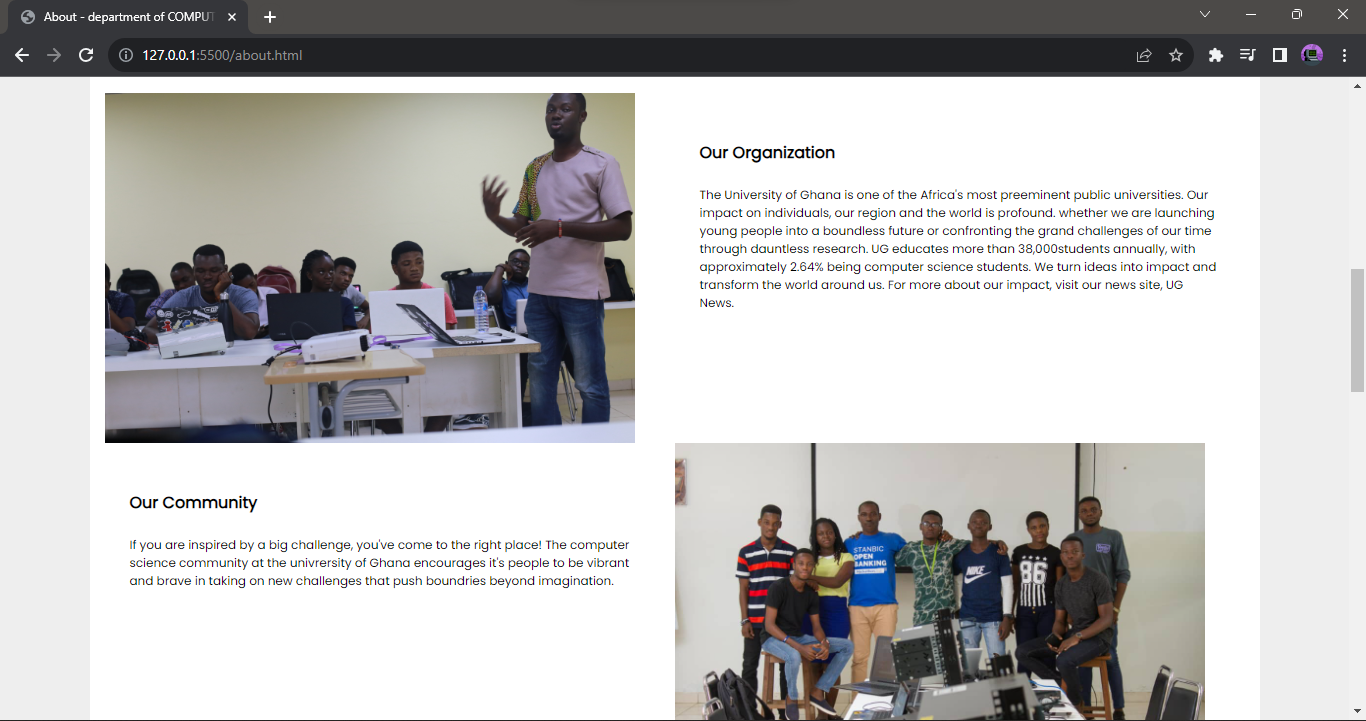 About - department of COMPUT
127.0.0.1:5500/about.html
Our Organization
The University of Ghana is one of the Africa's most preeminent public universities. Our
impact on individuals, our region and the world is profound. whether we are launching
young people into a boundless future or confronting the grand challenges of our time
through dauntless research. UG educates more than 38,000students annually, with
approximately 2.64% being computer science students. We turn ideas into impact and
transform the world around us. For more about our impact, visit our news site, UG
News.
Our Community
If you are inspired by a big challenge, you've come to the right place! The computer
science community at the univrersity of Ghana encourages it's people to be vibrant
and brave in taking on new challenges that push boundries beyond imagination.
STANBIC
OPEN
BANKING
NIKE
86